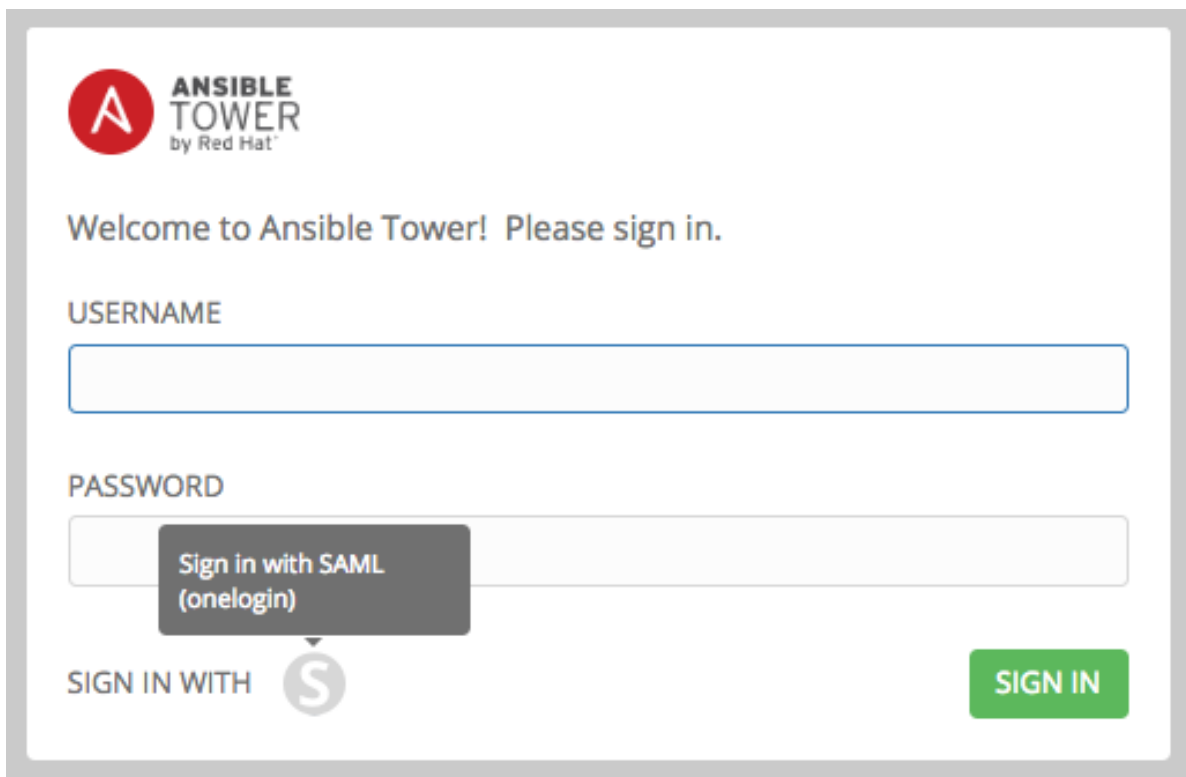 ANSIBLE
TOWER
by Red Hat
Welcome to Ansible Tower! Please sign in.
USERNAME
PASSWORD
Sign in with SAML
(onelogin)
SIGN IN WITH S
SIGN IN